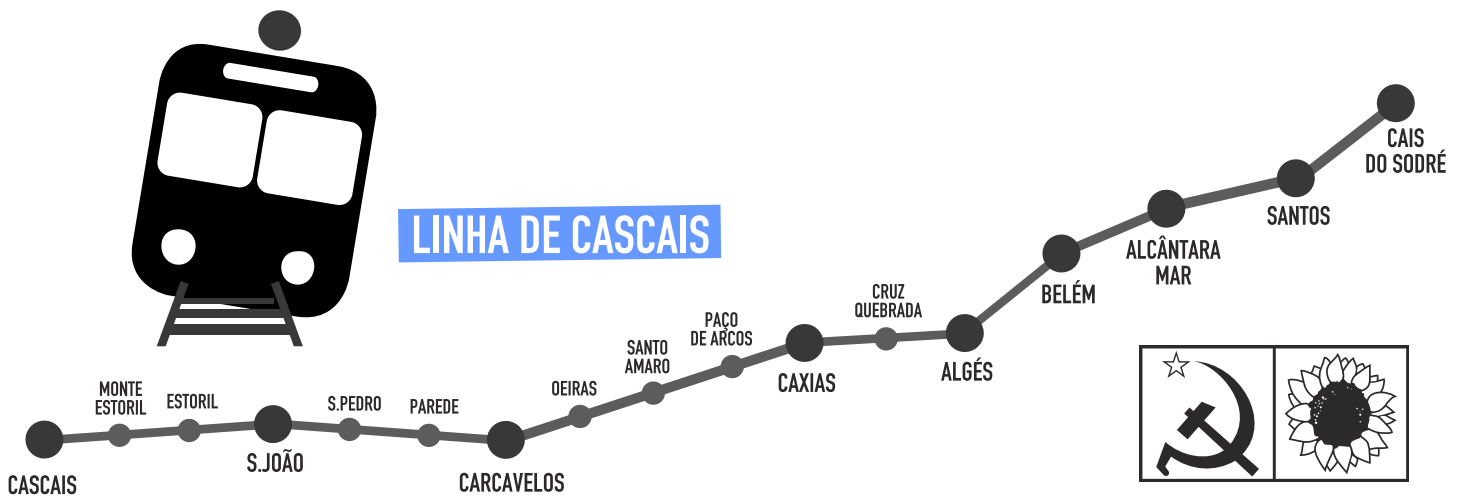 LINHA DE CASCAIS
CASCAIS
MONTE
ESTORIL
ESTORIL
S.JOÃO
S.PEDRO
PAREDE
CARCAVELOS
OEIRAS
SANTO
AMARO
PAÇO
DE ARCOS
CAXIAS
CRUZ
QUEBRADA
ALGÉS
BELÉM
ALCÂNTARA
MAR
SANTOS
CAIS
DO SODRÉ